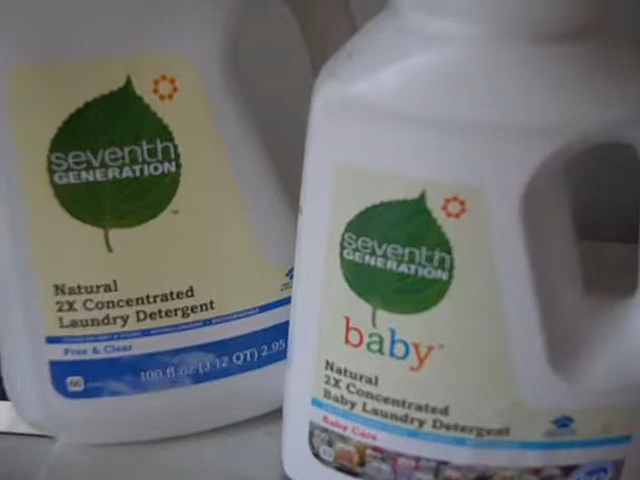 seventh
GENERATION
Natural
2X Concentrated
Laundry Detergent
Free & Clear
100 fl oz (3.12 QT) 2.95
seventh
GENERATION
baby
Natural
2X Concentrated
Baby Laundry Detergent
Baby Care